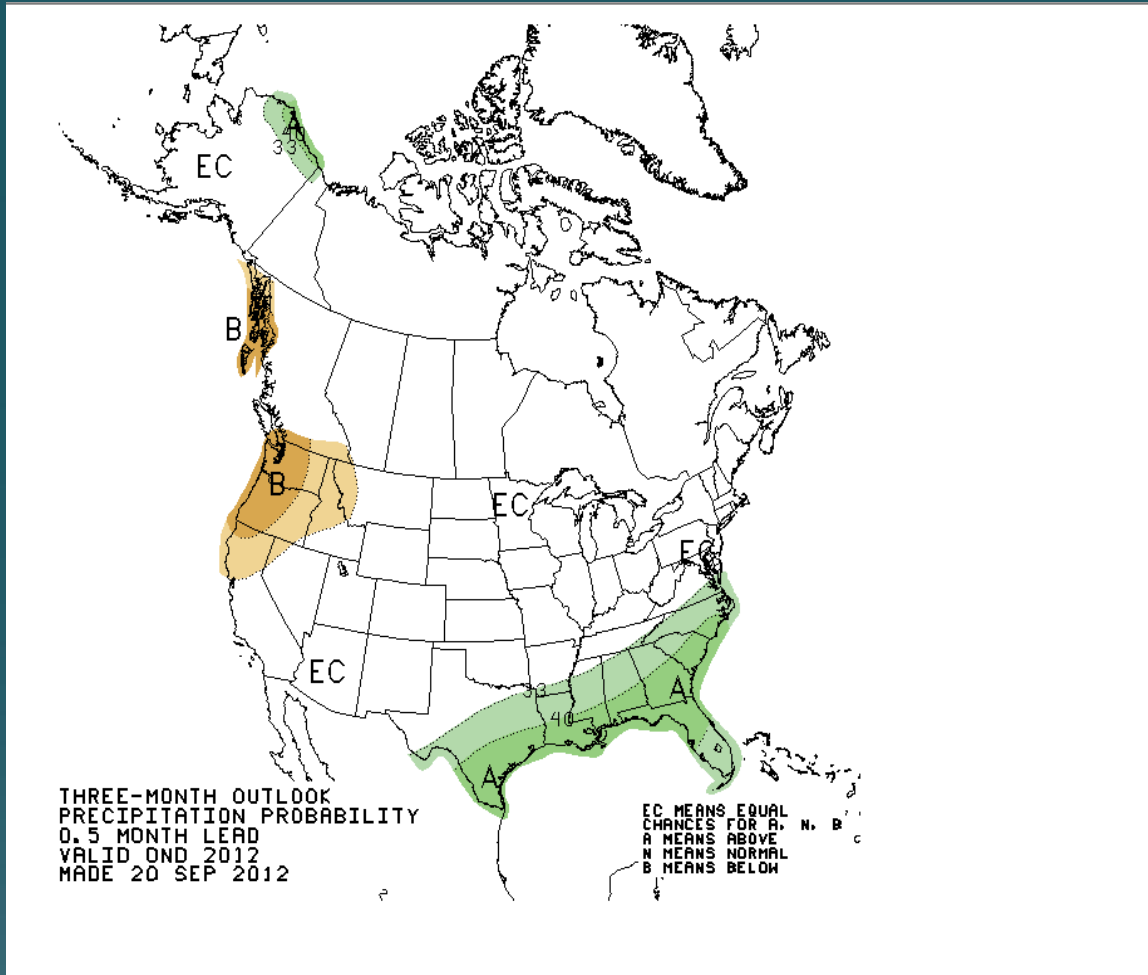 A
40
33
EC
B
B
EC
EC
EC
A
33
40
A
THREE-MONTH OUTLOOK
PRECIPITATION PROBABILITY
0.5 MONTH LEAD
VALID OND 2012
MADE 20 SEP 2012
EC MEANS EQUAL
CHANCES FOR A, N, B
A MEANS ABOVE
N MEANS NORMAL
B MEANS BELOW